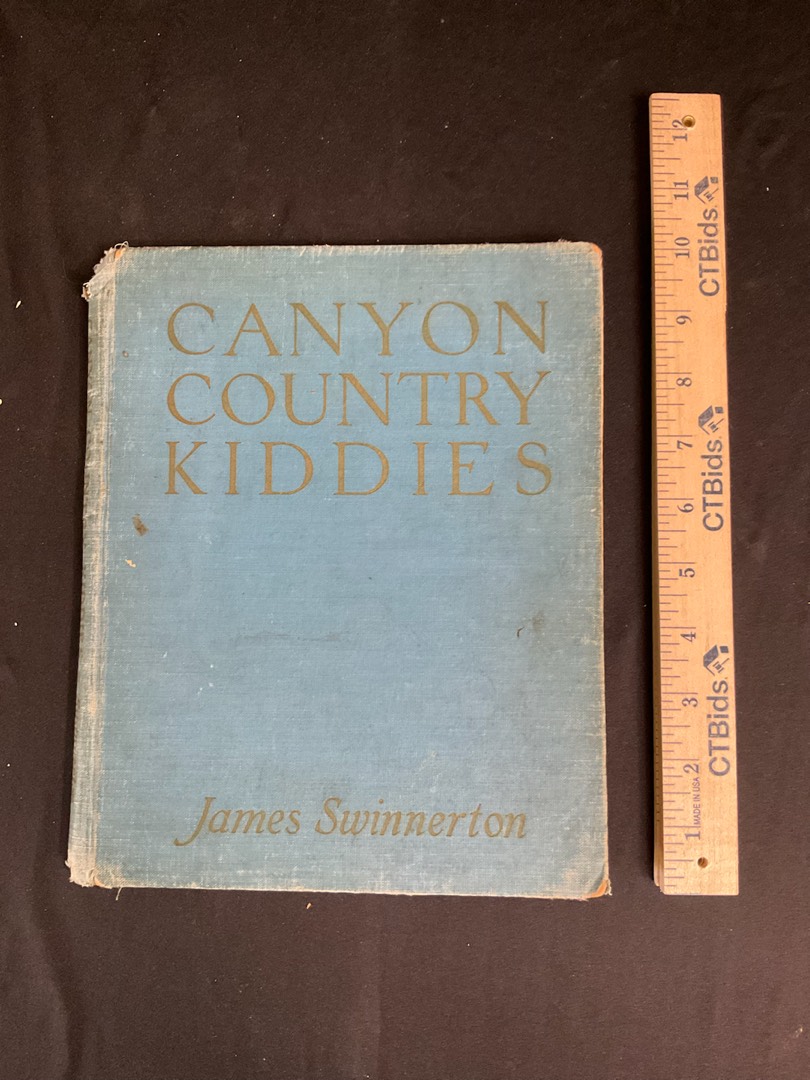 CANYON
COUNTRY
KIDDIES
James Swinnerton
12
11
10
9
8
7
6
5
4
3
2
1
CTBids.
CTBids.
CTBids.
MADE IN USA